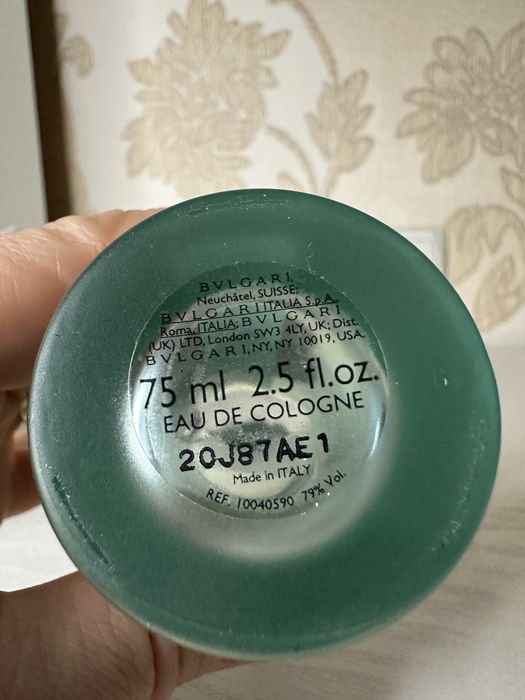 BVLGARI,
Neuchâtel, SUISSE;
BVLGARI ITALIA S.p.A.
Roma, ITALIA; BVLGARI
(UK) LTD, London SW3 4LY, UK; Dist.
BVLGARI, NY, NY 10019, USA.
75 ml 2.5 fl.oz.
EAU DE COLOGNE
20J87AE1
Made in ITALY
REF. 10040590 79% Vol.